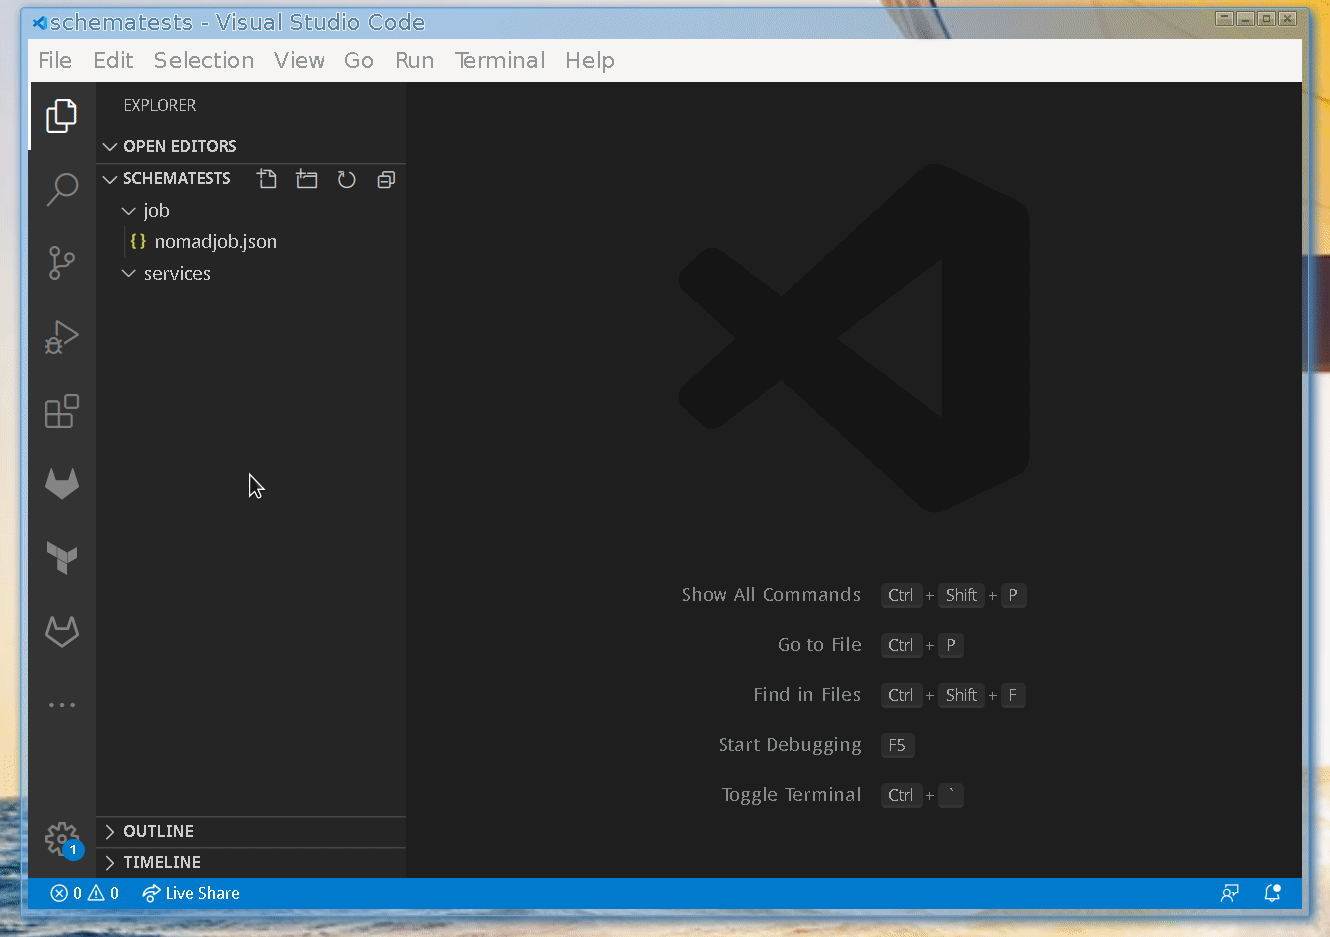 schematests - Visual Studio Code
File Edit Selection View Go Run Terminal Help
EXPLORER
OPEN EDITORS
SCHEMATESTS
job
{} nomadjob.json
services
Show All Commands Ctrl + Shift + P
Go to File Ctrl + P
Find in Files Ctrl + Shift + F
Start Debugging F5
Toggle Terminal Ctrl + `
OUTLINE
1
TIMELINE
0 0 Live Share